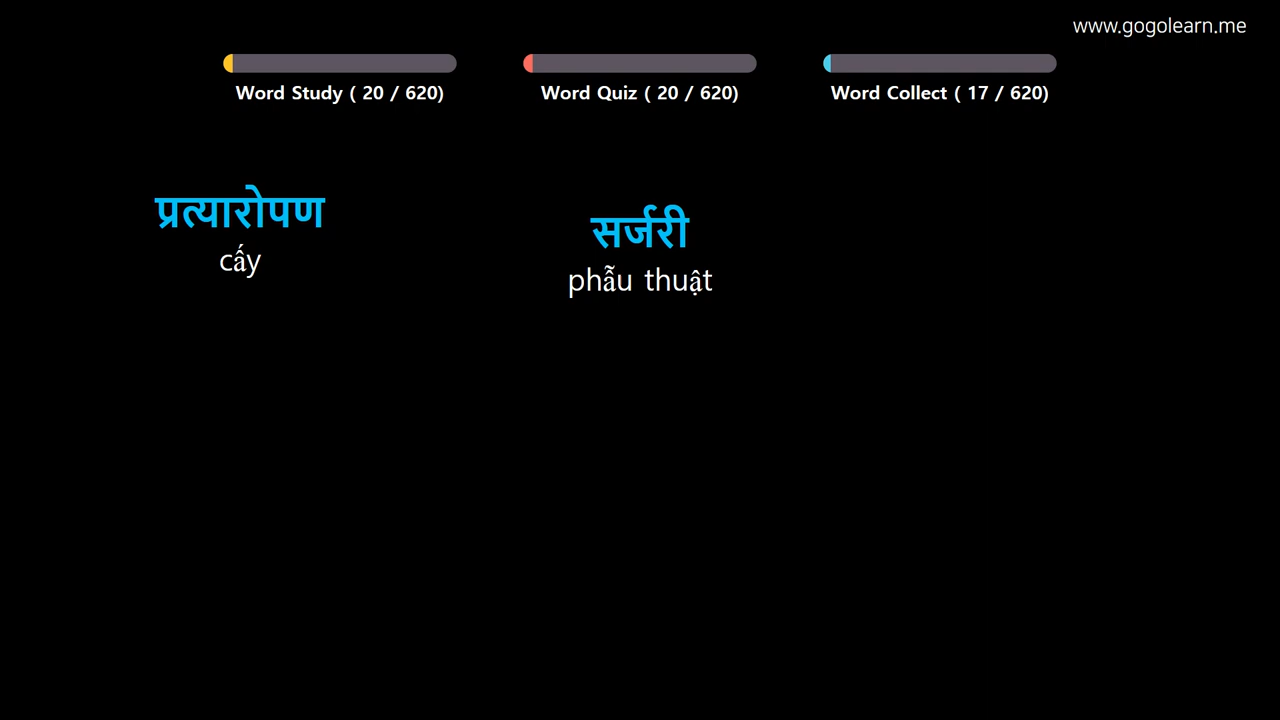 www.gogolearn.me
Word Study ( 20 / 620)
Word Quiz ( 20 / 620)
Word Collect ( 17 / 620)
प्रत्यारोपण
cấy
सर्जरी
phẫu thuật